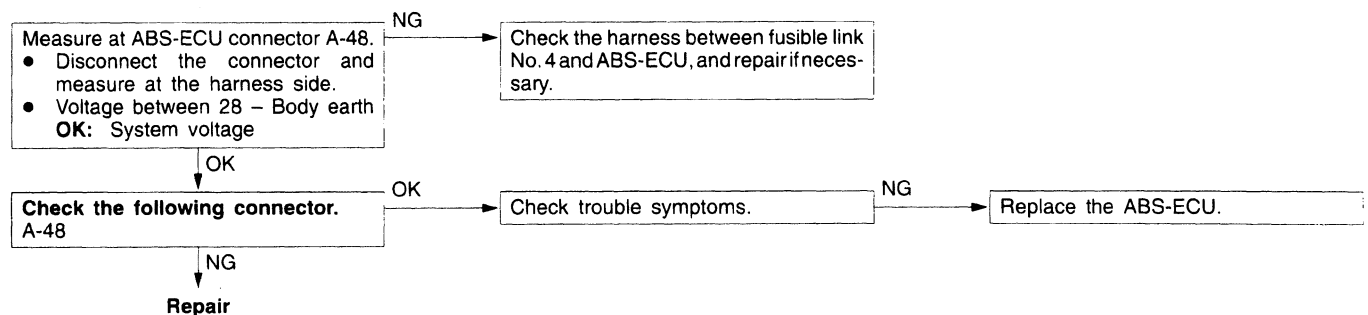 NG
Measure at ABS-ECU connector A-48.
● Disconnect the connector and
measure at the harness side.
● Voltage between 28 – Body earth
OK: System voltage
Check the harness between fusible link
No. 4 and ABS-ECU, and repair if neces-
sary.
OK
Check the following connector.
A-48
OK
Check trouble symptoms.
NG
Replace the ABS-ECU.
NG
Repair